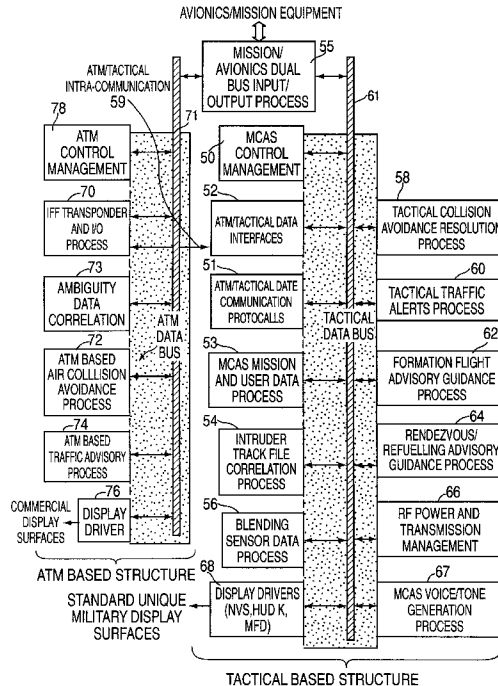 AVIONICS/MISSION EQUIPMENT
MISSION/
AVIONICS DUAL
BUS INPUT/
OUTPUT PROCESS
55
ATM/TACTICAL
INTRA-COMMUNICATION
59
71
61
78
ATM
CONTROL
MANAGEMENT
70
IFF TRANSPONDER
AND I/O
PROCESS
73
AMBIGUITY
DATA
CORRELATION
ATM DATA
BUS
72
ATM BASED
AIR COLLLISION
AVOIDANCE
PROCESS
74
ATM BASED
TRAFFIC ADVISORY
PROCESS
76
DISPLAY
DRIVER
COMMERCIAL
DISPLAY
SURFACES
ATM BASED STRUCTURE
50
MCAS
CONTROL
MANAGEMENT
52
ATM/TACTICAL DATA
INTERFACES
51
ATM/TACTICAL DATE
COMMUNICATION
PROTOCALLS
TACTICAL
DATA BUS
53
MCAS MISSION
AND USER DATA
PROCESS
54
INTRUDER
TRACK FILE
CORRELATION
PROCESS
56
BLENDING
SENSOR DATA
PROCESS
68
DISPLAY DRIVERS
(NVS,HUD K,
MFD)
STANDARD UNIQUE
MILITARY DISPLAY
SURFACES
58
TACTICAL COLLISION
AVOIDANCE RESOLUTION
PROCESS
60
TACTICAL TRAFFIC
ALERTS PROCESS
62
FORMATION FLIGHT
ADVISORY GUIDANCE
PROCESS
64
RENDEZVOUS/
REFUELLING ADVISORY
GUIDANCE PROCESS
66
RF POWER AND
TRANSMISSION
MANAGEMENT
67
MCAS VOICE/TONE
GENERATION
PROCESS
TACTICAL BASED STRUCTURE